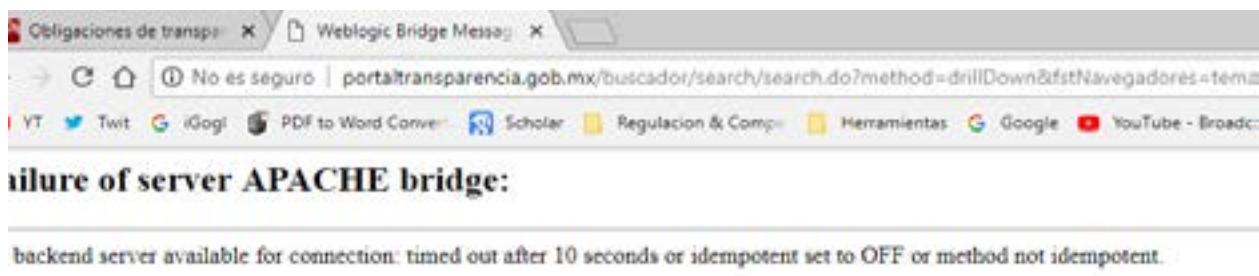 Obligaciones de transpa Weblogic Bridge Messag
No es seguro | portaltransparencia.gob.mx/buscador/search/search.do?method=drillDown&fstNavegadores=tema
YT Twit iGogl PDF to Word Conver Scholar Regulacion & Comp Herramientas Google YouTube - Broadc
ailure of server APACHE bridge:
backend server available for connection: timed out after 10 seconds or idempotent set to OFF or method not idempotent.